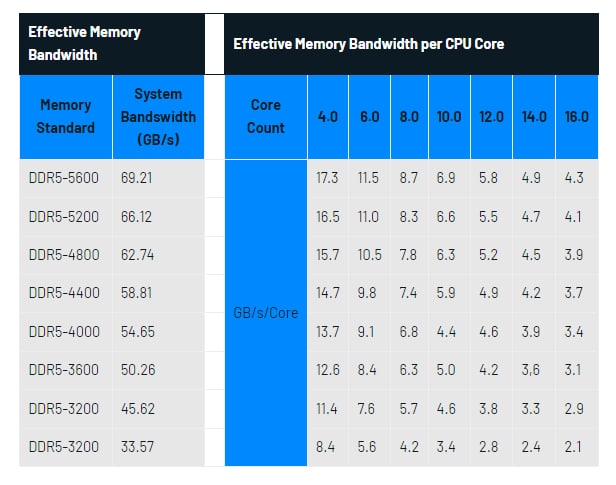 Effective Memory
Bandwidth
Effective Memory Bandwidth per CPU Core
Memory
Standard
System
Bandswidth
(GB/s)
Core
Count
4.0 6.0 8.0 10.0 12.0 14.0 16.0
DDR5-5600 69.21 17.3 11.5 8.7 6.9 5.8 4.9 4.3
DDR5-5200 66.12 16.5 11.0 8.3 6.6 5.5 4.7 4.1
DDR5-4800 62.74 15.7 10.5 7.8 6.3 5.2 4.5 3.9
DDR5-4400 58.81 14.7 9.8 7.4 5.9 4.9 4.2 3.7
GB/s/Core
DDR5-4000 54.65 13.7 9.1 6.8 4.4 4.6 3.9 3.4
DDR5-3600 50.26 12.6 8.4 6.3 5.0 4.2 3,6 3.1
DDR5-3200 45.62 11.4 7.6 5.7 4.6 3.8 3.3 2.9
DDR5-3200 33.57 8.4 5.6 4.2 3.4 2.8 2.4 2.1